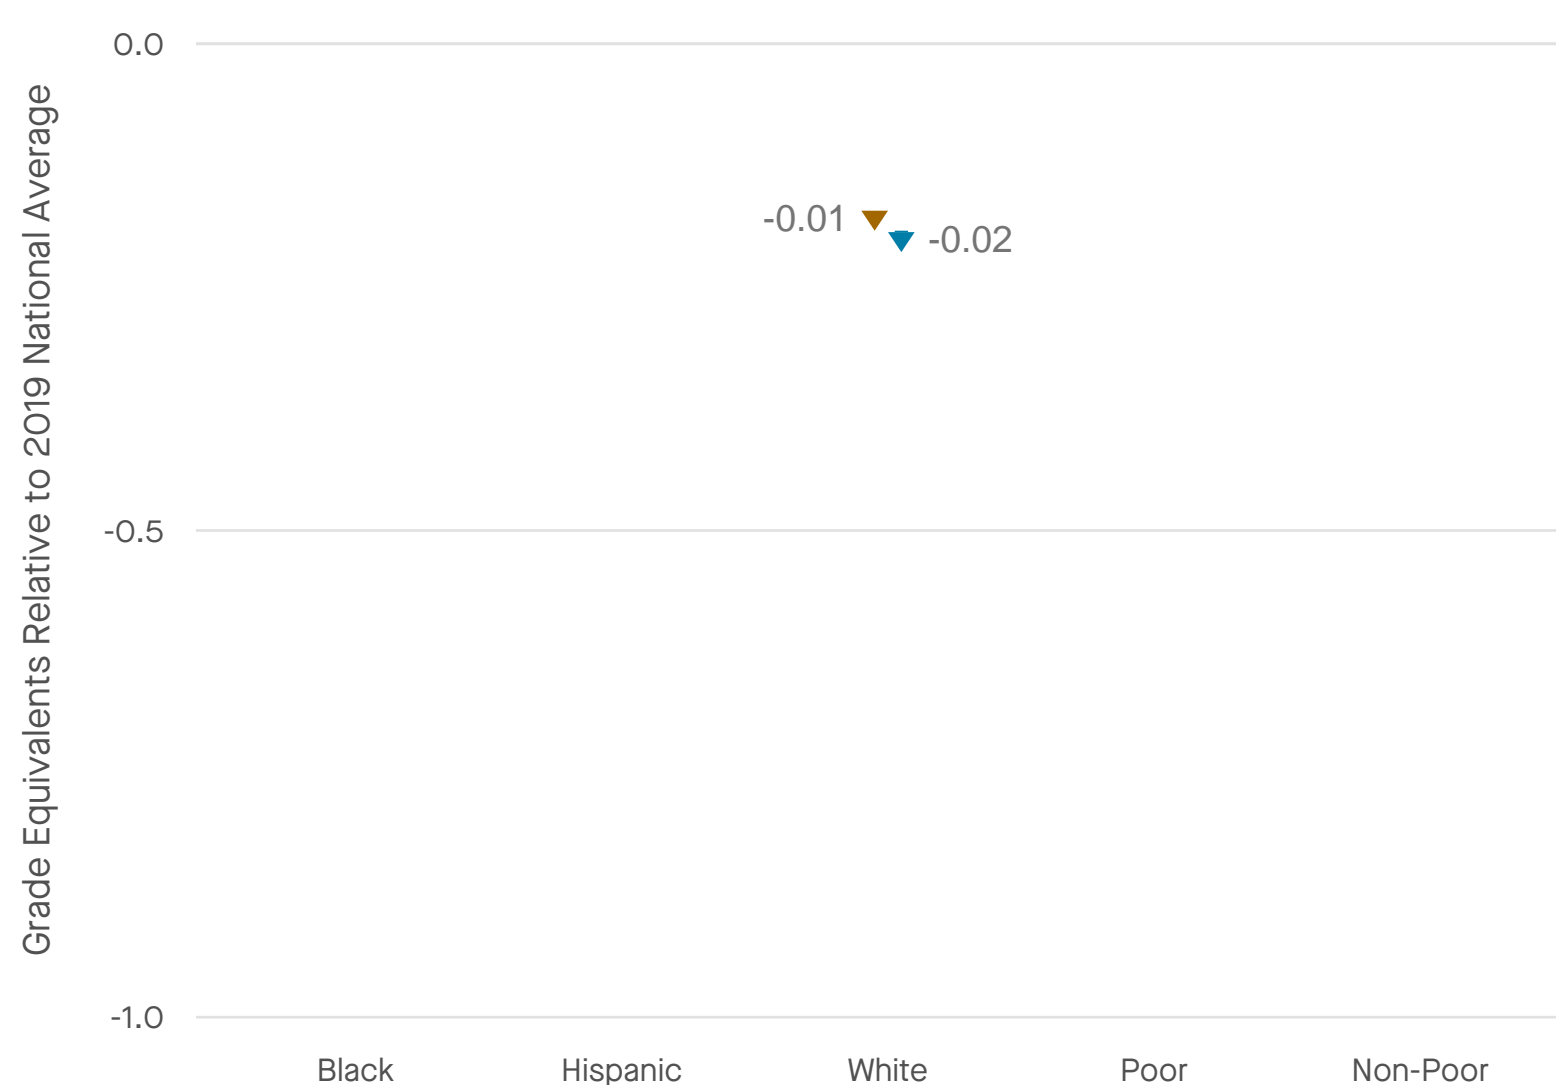 Grade Equivalents Relative to 2019 National Average
0.0
-0.01
-0.02
-0.5
-1.0
Black Hispanic White Poor Non-Poor